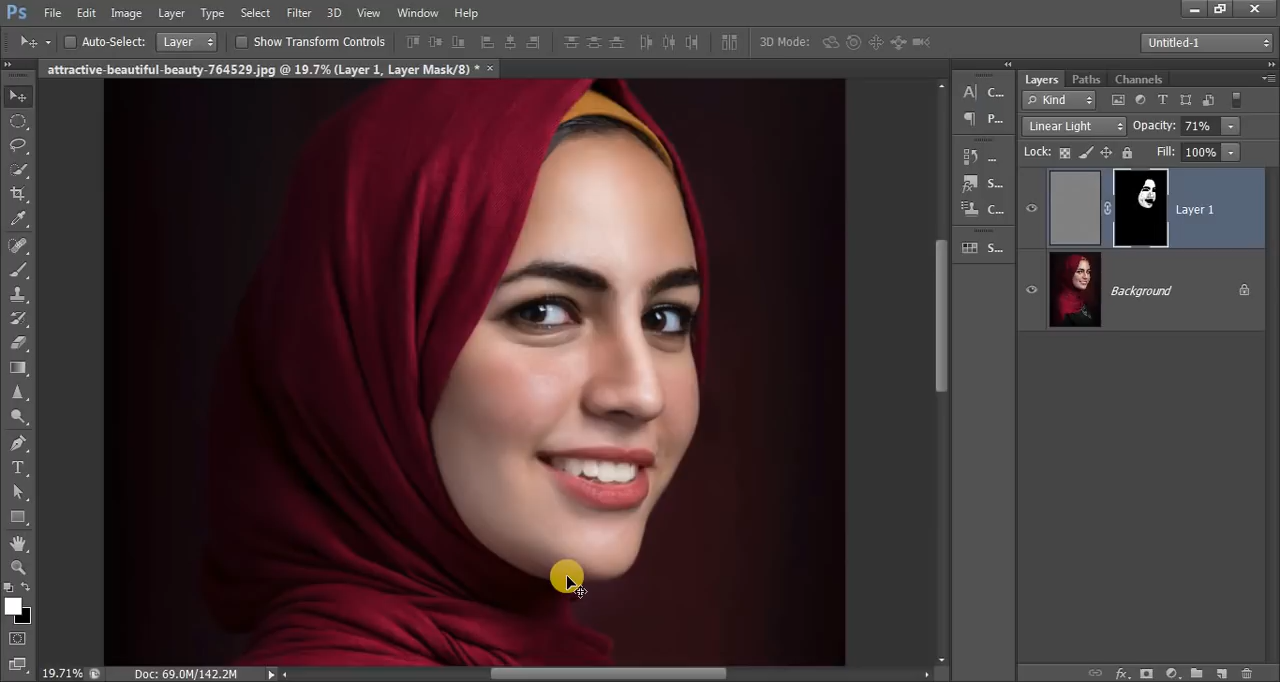 Ps File Edit Image Layer Type Select Filter 3D View Window Help
Auto-Select: Layer Show Transform Controls 3D Mode: Untitled-1
attractive-beautiful-beauty-764529.jpg @ 19.7% (Layer 1, Layer Mask/8) * ×
Layers Paths Channels
A| C...
Kind
P...
Linear Light Opacity: 71%
Lock: Fill: 100%
...
S...
C...
S...
Layer 1
Background
T
19.71% Doc: 69.0M/142.2M
fx